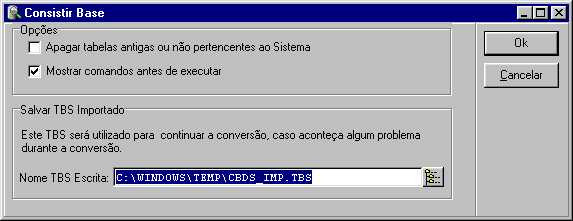 Consistir Base
Opções
Apagar tabelas antigas ou não pertencentes ao Sistema
Mostrar comandos antes de executar
Ok
Cancelar
Salvar TBS Importado
Este TBS será utilizado para continuar a conversão, caso aconteça algum problema
durante a conversão.
Nome TBS Escrita: C:\WINDOWS\TEMP\CBDS_IMP.TBS